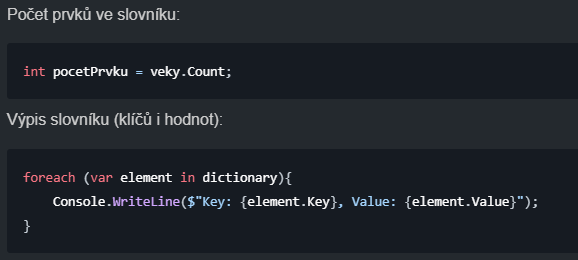 Počet prvků ve slovníku:
int pocetPrvku = veky.Count;
Výpis slovníku (klíčů i hodnot):
foreach (var element in dictionary){
    Console.WriteLine($"Key: {element.Key}, Value: {element.Value}");
}